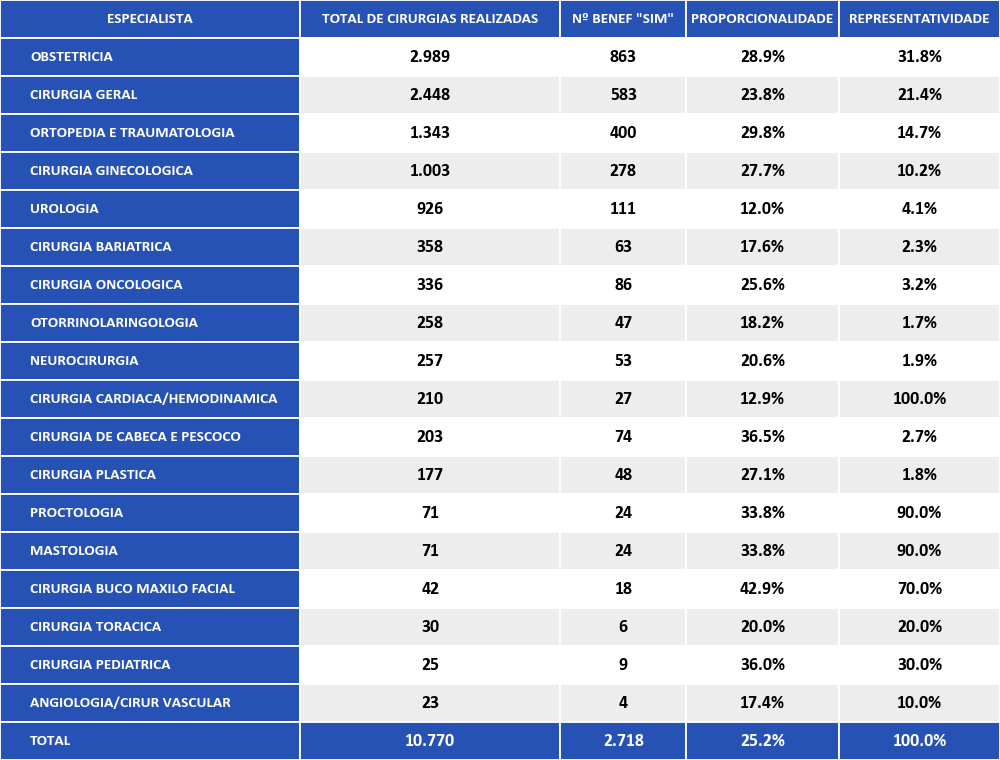 ESPECIALISTA TOTAL DE CIRURGIAS REALIZADAS Nº BENEF "SIM" PROPORCIONALIDADE REPRESENTATIVIDADE
OBSTETRICIA 2.989 863 28.9% 31.8%
CIRURGIA GERAL 2.448 583 23.8% 21.4%
ORTOPEDIA E TRAUMATOLOGIA 1.343 400 29.8% 14.7%
CIRURGIA GINECOLOGICA 1.003 278 27.7% 10.2%
UROLOGIA 926 111 12.0% 4.1%
CIRURGIA BARIATRICA 358 63 17.6% 2.3%
CIRURGIA ONCOLOGICA 336 86 25.6% 3.2%
OTORRINOLARINGOLOGIA 258 47 18.2% 1.7%
NEUROCIRURGIA 257 53 20.6% 1.9%
CIRURGIA CARDIACA/HEMODINAMICA 210 27 12.9% 100.0%
CIRURGIA DE CABECA E PESCOCO 203 74 36.5% 2.7%
CIRURGIA PLASTICA 177 48 27.1% 1.8%
PROCTOLOGIA 71 24 33.8% 90.0%
MASTOLOGIA 71 24 33.8% 90.0%
CIRURGIA BUCO MAXILO FACIAL 42 18 42.9% 70.0%
CIRURGIA TORACICA 30 6 20.0% 20.0%
CIRURGIA PEDIATRICA 25 9 36.0% 30.0%
ANGIOLOGIA/CIRUR VASCULAR 23 4 17.4% 10.0%
TOTAL 10.770 2.718 25.2% 100.0%